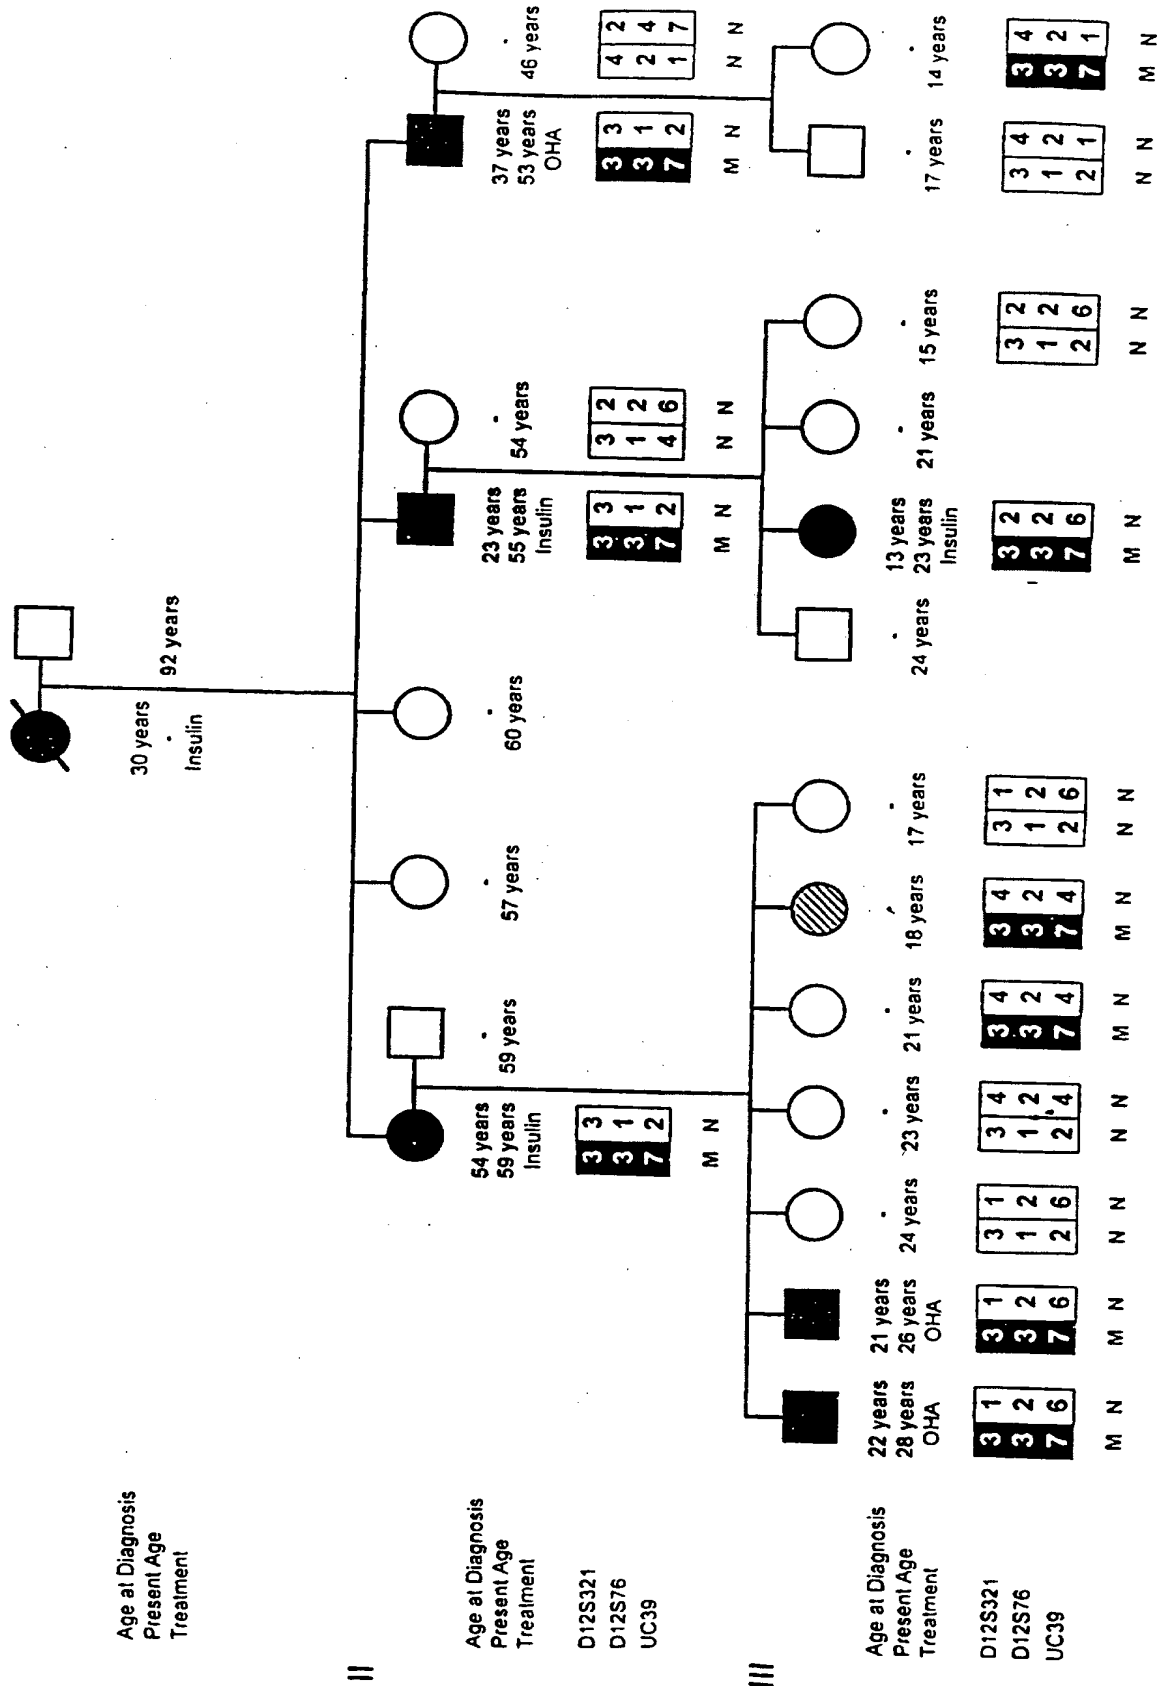 Age at Diagnosis
Present Age
Treatment
30 years
.
Insulin
92 years
II
Age at Diagnosis
Present Age
Treatment
D12S321
D12S76
UC39
54 years
59 years
Insulin
3 3
3 1
7 2
M N
.
59 years
.
57 years
.
60 years
23 years
55 years
Insulin
3 3
3 1
7 2
M N
.
54 years
3 2
1 2
4 6
N N
37 years
53 years
OHA
3 3
3 1
7 2
M N
.
46 years
4 2
2 4
1 7
N N
III
Age at Diagnosis
Present Age
Treatment
D12S321
D12S76
UC39
22 years
28 years
OHA
3 1
3 2
7 6
M N
21 years
26 years
OHA
3 1
3 2
7 6
M N
.
24 years
3 1
1 2
2 6
N N
.
23 years
3 4
1 2
2 4
N N
.
21 years
3 4
3 2
7 4
M N
.
18 years
3 4
3 2
7 4
M N
.
17 years
3 1
1 2
2 6
N N
.
24 years
13 years
23 years
Insulin
3 2
3 2
7 6
M N
.
21 years
.
15 years
3 2
1 2
2 6
N N
.
17 years
3 4
1 2
2 1
N N
.
14 years
3 4
3 2
7 1
M N